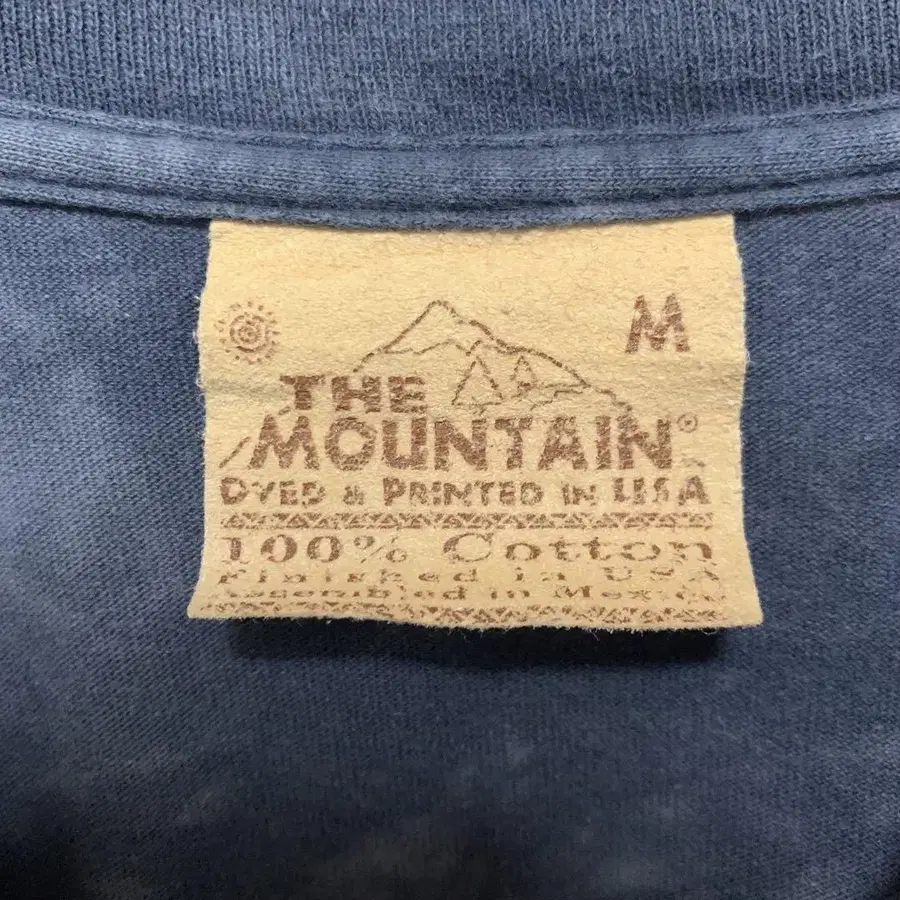 M
THE
MOUNTAIN®
DYED & PRINTED IN USA
100% Cotton
Finished in USA
Assembled in Mexico